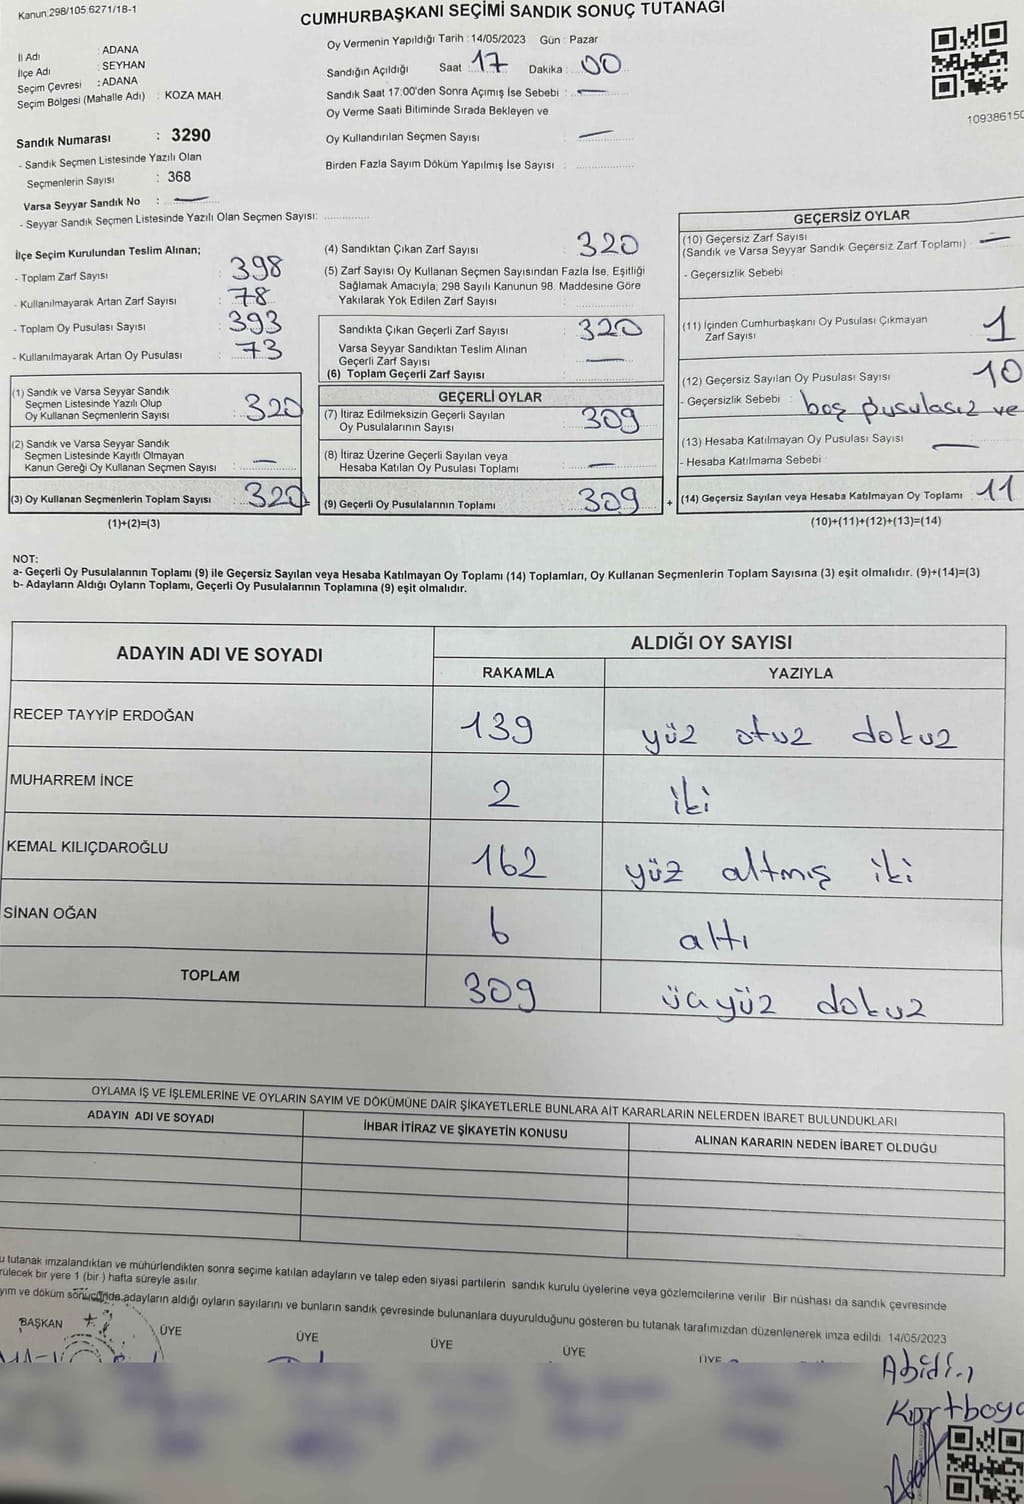 Kanun,298/105,6271/18-1
CUMHURBAŞKANI SEÇİMİ SANDIK SONUÇ TUTANAĞI
İl Adı : ADANA
İlçe Adı : SEYHAN
Seçim Çevresi : ADANA
Seçim Bölgesi (Mahalle Adı) : KOZA MAH.
Sandık Numarası : 3290
- Sandık Seçmen Listesinde Yazılı Olan
Seçmenlerin Sayısı : 368
Varsa Seyyar Sandık No : —
- Seyyar Sandık Seçmen Listesinde Yazılı Olan Seçmen Sayısı:
Oy Vermenin Yapıldığı Tarih : 14/05/2023 Gün : Pazar
Sandığın Açıldığı Saat : 17 Dakika : 00
Sandık Saat 17:00'den Sonra Açımış İse Sebebi : —
Oy Verme Saati Bitiminde Sırada Bekleyen ve
Oy Kullandırılan Seçmen Sayısı : —
Birden Fazla Sayım Döküm Yapılmış İse Sayısı :
109386150
İlçe Seçim Kurulundan Teslim Alınan;
- Toplam Zarf Sayısı : 398
- Kullanılmayarak Artan Zarf Sayısı : 78
- Toplam Oy Pusulası Sayısı : 393
- Kullanılmayarak Artan Oy Pusulası : 73
(1) Sandık ve Varsa Seyyar Sandık
Seçmen Listesinde Yazılı Olup
Oy Kullanan Seçmenlerin Sayısı : 320
(2) Sandık ve Varsa Seyyar Sandık
Seçmen Listesinde Kayıtlı Olmayan
Kanun Gereği Oy Kullanan Seçmen Sayısı : —
(3) Oy Kullanan Seçmenlerin Toplam Sayısı : 320
(1)+(2)=(3)
(4) Sandıktan Çıkan Zarf Sayısı : 320
(5) Zarf Sayısı Oy Kullanan Seçmen Sayısından Fazla İse, Eşitliği
Sağlamak Amacıyla; 298 Sayılı Kanunun 98. Maddesine Göre
Yakılarak Yok Edilen Zarf Sayısı :
Sandıkta Çıkan Geçerli Zarf Sayısı : 320
Varsa Seyyar Sandıktan Teslim Alınan
Geçerli Zarf Sayısı : —
(6) Toplam Geçerli Zarf Sayısı :
GEÇERLİ OYLAR
(7) İtiraz Edilmeksizin Geçerli Sayılan
Oy Pusulalarının Sayısı : 309
(8) İtiraz Üzerine Geçerli Sayılan veya
Hesaba Katılan Oy Pusulası Toplamı : —
(9) Geçerli Oy Pusulalarının Toplamı : 309
+
GEÇERSİZ OYLAR
(10) Geçersiz Zarf Sayısı
(Sandık ve Varsa Seyyar Sandık Geçersiz Zarf Toplamı) : —
- Geçersizlik Sebebi :
(11) İçinden Cumhurbaşkanı Oy Pusulası Çıkmayan
Zarf Sayısı 1
(12) Geçersiz Sayılan Oy Pusulası Sayısı : 10
- Geçersizlik Sebebi : boş pusulasız ve
(13) Hesaba Katılmayan Oy Pusulası Sayısı : —
- Hesaba Katılmama Sebebi :
(14) Geçersiz Sayılan veya Hesaba Katılmayan Oy Toplamı : 11
(10)+(11)+(12)+(13)=(14)
NOT:
a- Geçerli Oy Pusulalarının Toplamı (9) ile Geçersiz Sayılan veya Hesaba Katılmayan Oy Toplamı (14) Toplamları, Oy Kullanan Seçmenlerin Toplam Sayısına (3) eşit olmalıdır. (9)+(14)=(3)
b- Adayların Aldığı Oyların Toplamı, Geçerli Oy Pusulalarının Toplamına (9) eşit olmalıdır.
ADAYIN ADI VE SOYADI ALDIĞI OY SAYISI
RAKAMLA YAZIYLA
RECEP TAYYİP ERDOĞAN 139 yüz otuz dokuz
MUHARREM İNCE 2 iki
KEMAL KILIÇDAROĞLU 162 yüz altmış iki
SİNAN OĞAN 6 altı
TOPLAM 309 üçyüz dokuz
OYLAMA İŞ VE İŞLEMLERİNE VE OYLARIN SAYIM VE DÖKÜMÜNE DAİR ŞİKAYETLERLE BUNLARA AİT KARARLARIN NELERDEN İBARET BULUNDUKLARI
ADAYIN ADI VE SOYADI İHBAR İTİRAZ VE ŞİKAYETİN KONUSU ALINAN KARARIN NEDEN İBARET OLDUĞU
u tutanak imzalandıktan ve mühürlendikten sonra seçime katılan adayların ve talep eden siyasi partilerin sandık kurulu üyelerine veya gözlemcilerine verilir. Bir nüshası da sandık çevresinde
rülecek bir yere 1 (bir) hafta süreyle asılır.
yım ve döküm sonucunda adayların aldığı oyların sayılarını ve bunların sandık çevresinde bulunanlara duyurulduğunu gösteren bu tutanak tarafımızdan düzenlenerek imza edildi. 14/05/2023
BAŞKAN ÜYE ÜYE ÜYE ÜYE ÜYE
Abidin